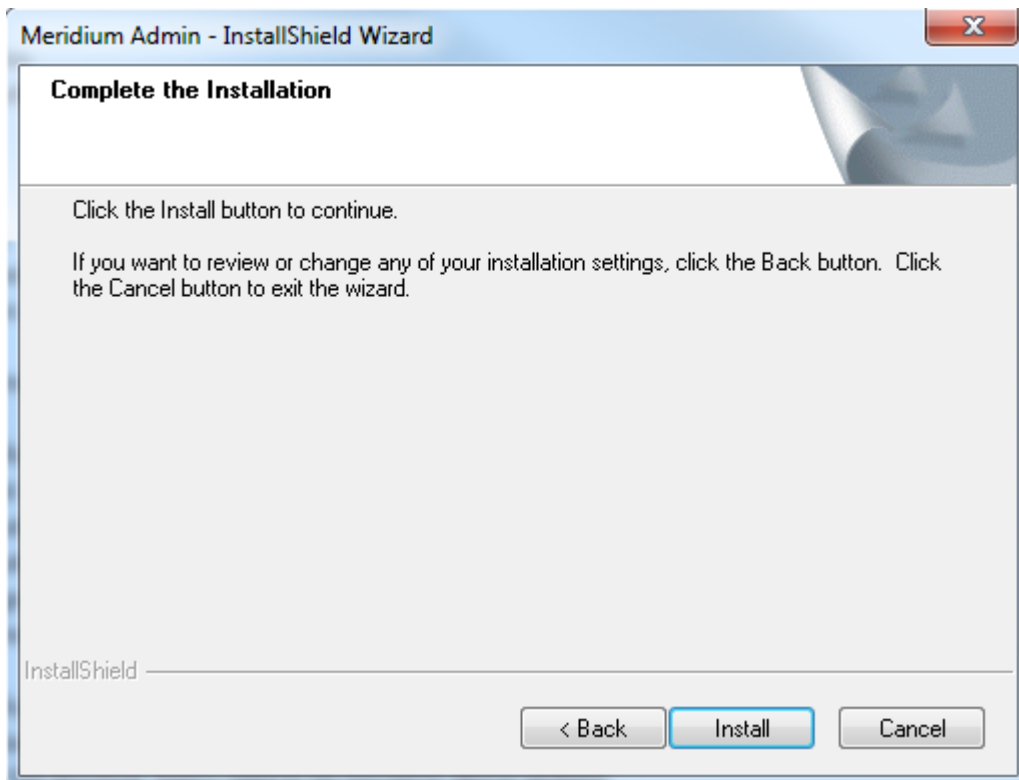 Meridium Admin - InstallShield Wizard
Complete the Installation
Click the Install button to continue.
If you want to review or change any of your installation settings, click the Back button.  Click
the Cancel button to exit the wizard.
InstallShield
< Back
Install
Cancel